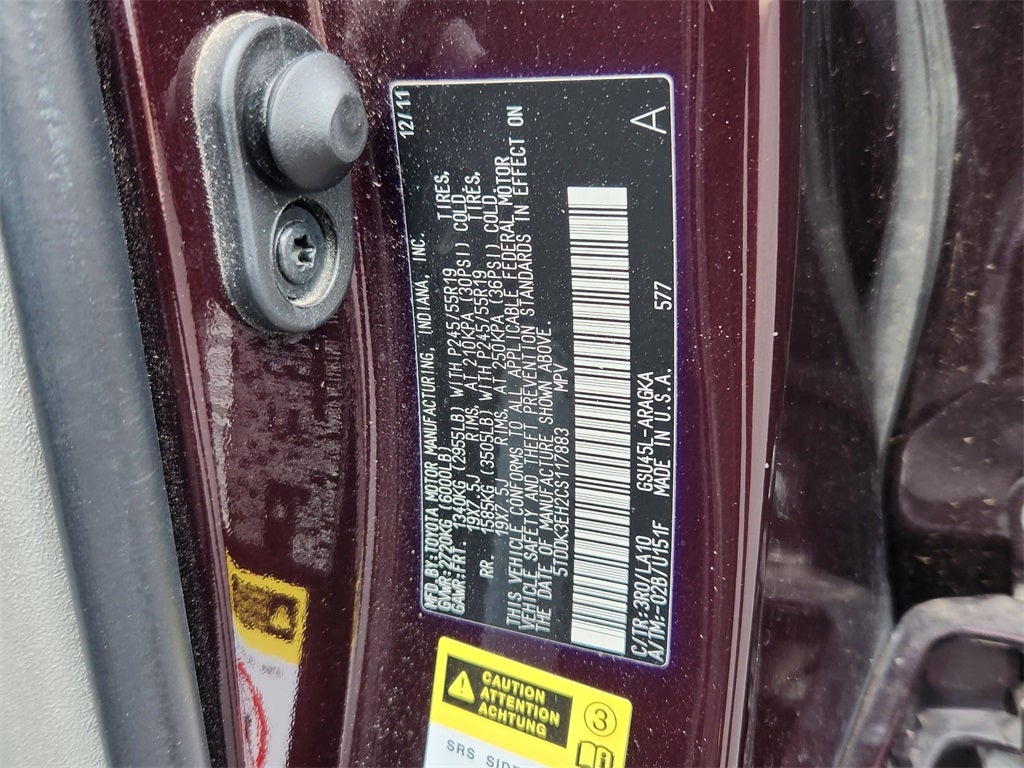 MFD.BY:TOYOTA MOTOR MANUFACTURING, INDIANA, INC. 12/11
GVWR:2720KG (6000LB)
GAWR:FRT. 1340KG (2955LB) WITH P245/55R19 TIRES,
19X7.5J RIMS, AT 210KPA (30PSI) COLD
RR. 1585KG (3505LB) WITH P245/55R19 TIRES,
19X7.5J RIMS, AT 250KPA (36PSI) COLD
THIS VEHICLE CONFORMS TO ALL APPLICABLE FEDERAL MOTOR
VEHICLE SAFETY AND THEFT PREVENTION STANDARDS IN EFFECT ON
THE DATE OF MANUFACTURE SHOWN ABOVE.
5TDDK3EH2CS117883 MPV
A
C/TR:3R0/LA10 GSU45L-ARAGKA 577
A/TM:-02B/U151F MADE IN U.S.A.
CAUTION
ATTENTION
ACHTUNG
3
SRS SIDE